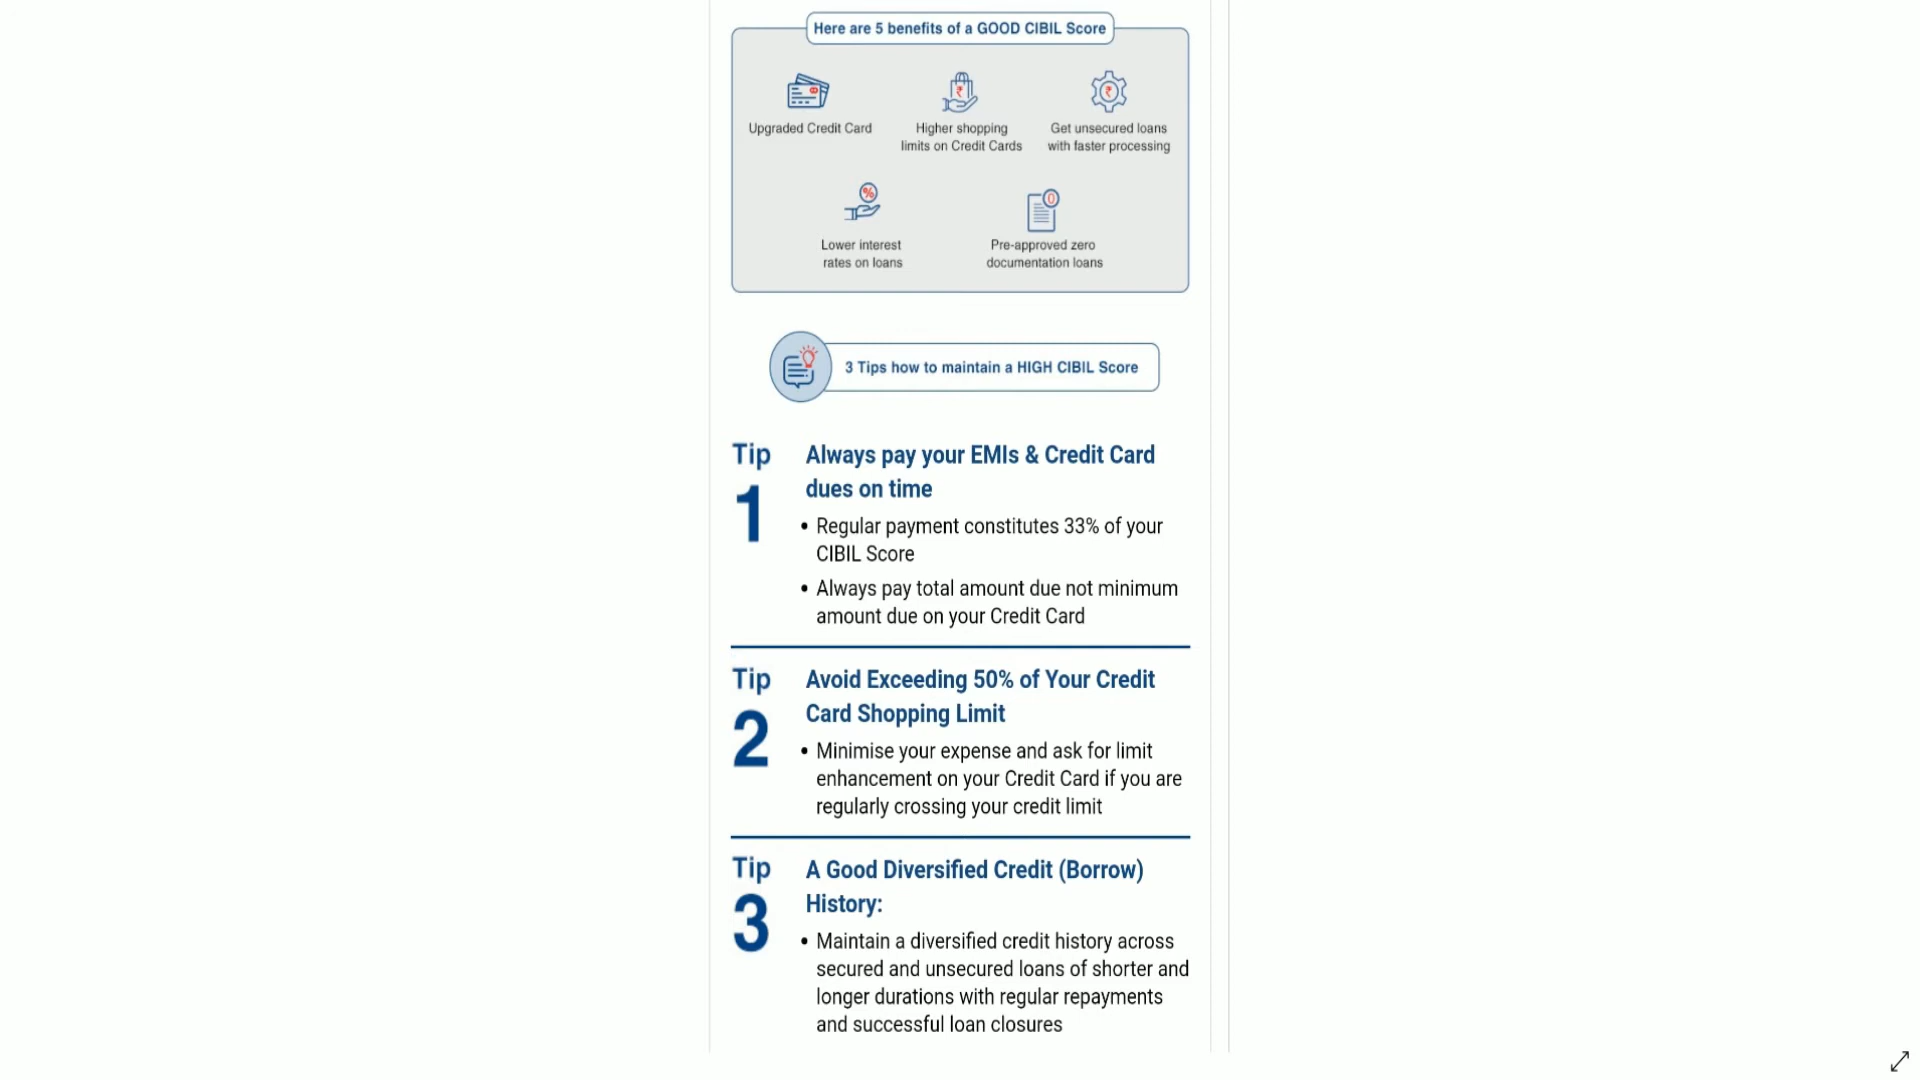 Here are 5 benefits of a GOOD CIBIL Score
Upgraded Credit Card
Higher shopping
limits on Credit Cards
Get unsecured loans
with faster processing
Lower interest
rates on loans
Pre-approved zero
documentation loans
3 Tips how to maintain a HIGH CIBIL Score
Tip
1
Always pay your EMIs & Credit Card
dues on time
• Regular payment constitutes 33% of your
CIBIL Score
• Always pay total amount due not minimum
amount due on your Credit Card
Tip
2
Avoid Exceeding 50% of Your Credit
Card Shopping Limit
• Minimise your expense and ask for limit
enhancement on your Credit Card if you are
regularly crossing your credit limit
Tip
3
A Good Diversified Credit (Borrow)
History:
• Maintain a diversified credit history across
secured and unsecured loans of shorter and
longer durations with regular repayments
and successful loan closures